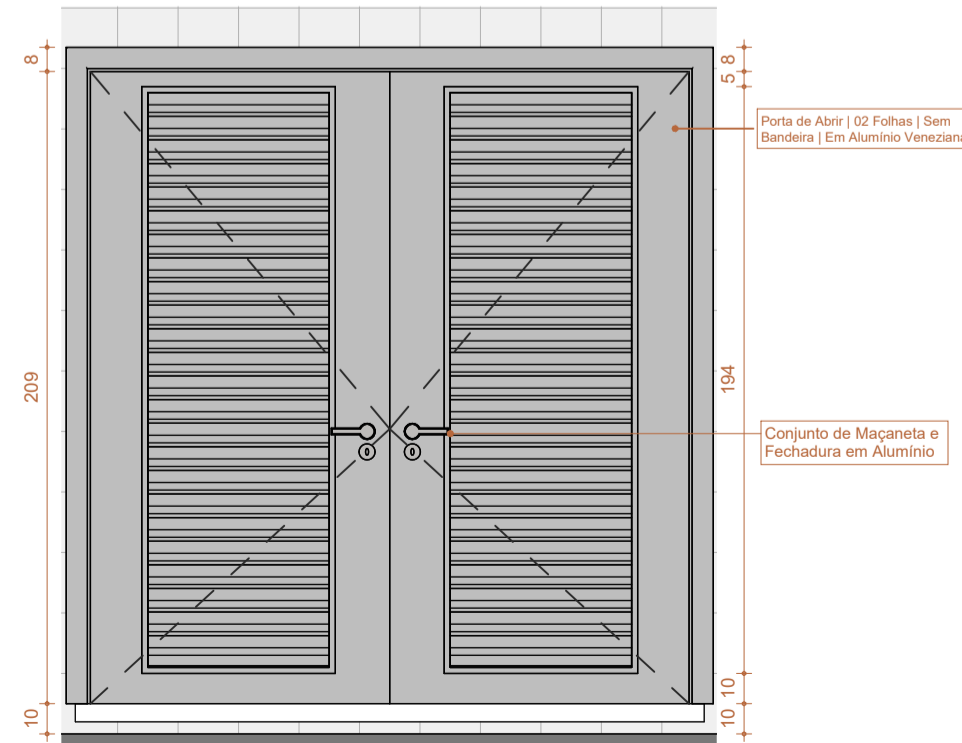 8
209
10
8
5
194
10
10
Porta de Abrir | 02 Folhas | Sem
Bandeira | Em Alumínio Veneziana
Conjunto de Maçaneta e
Fechadura em Alumínio